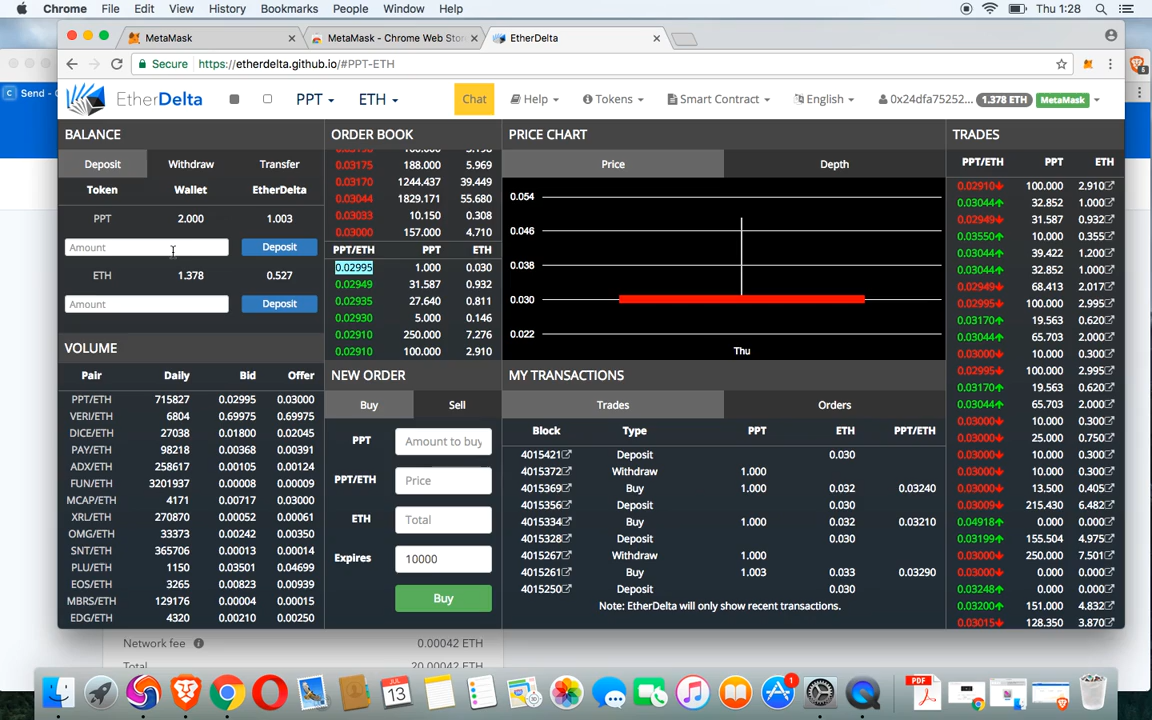 Chrome File Edit View History Bookmarks People Window Help Thu 1:28
MetaMask
MetaMask - Chrome Web Stor
EtherDelta
Secure https://etherdelta.github.io/#PPT-ETH
EtherDelta PPT ETH Chat Help Tokens Smart Contract English 0x24dfa75252... 1.378 ETH MetaMask
Send -
BALANCE
Deposit Withdraw Transfer
Token Wallet EtherDelta
PPT 2.000 1.003
Amount Deposit
ETH 1.378 0.527
Amount Deposit
VOLUME
Pair Daily Bid Offer
PPT/ETH 715827 0.02995 0.03000
VERI/ETH 6804 0.69975 0.69975
DICE/ETH 27038 0.01800 0.02045
PAY/ETH 98218 0.00368 0.00391
ADX/ETH 258617 0.00105 0.00124
FUN/ETH 3201937 0.00008 0.00009
MCAP/ETH 4171 0.00717 0.03000
XRL/ETH 270870 0.00052 0.00061
OMG/ETH 33373 0.00242 0.00350
SNT/ETH 365706 0.00013 0.00014
PLU/ETH 1150 0.03501 0.04699
EOS/ETH 3265 0.00823 0.00939
MBRS/ETH 129176 0.00004 0.00015
EDG/ETH 4320 0.00210 0.00250
ORDER BOOK
0.03175 188.000 5.969
0.03170 1244.437 39.449
0.03044 1829.171 55.680
0.03033 10.150 0.308
0.03000 157.000 4.710
PPT/ETH PPT ETH
0.02995 1.000 0.030
0.02949 31.587 0.932
0.02935 27.640 0.811
0.02930 5.000 0.146
0.02910 250.000 7.276
0.02910 100.000 2.910
NEW ORDER
Buy Sell
PPT Amount to buy
PPT/ETH Price
ETH Total
Expires 10000
Buy
PRICE CHART
Price Depth
0.054
0.046
0.038
0.030
0.022
Thu
MY TRANSACTIONS
Trades Orders
Block Type PPT ETH PPT/ETH
4015421 Deposit 0.030
4015372 Withdraw 1.000
4015369 Buy 1.000 0.032 0.03240
4015356 Deposit 0.030
4015334 Buy 1.000 0.032 0.03210
4015328 Deposit 0.030
4015267 Withdraw 1.000
4015261 Buy 1.003 0.033 0.03290
4015250 Deposit 0.030
Note: EtherDelta will only show recent transactions.
TRADES
PPT/ETH PPT ETH
0.02910 100.000 2.910
0.03044 32.852 1.000
0.02949 31.587 0.932
0.03550 10.000 0.355
0.03044 39.422 1.200
0.03044 32.852 1.000
0.02949 68.413 2.017
0.02995 100.000 2.995
0.03170 19.563 0.620
0.03044 65.703 2.000
0.03000 10.000 0.300
0.02995 100.000 2.995
0.03170 19.563 0.620
0.03044 65.703 2.000
0.03000 10.000 0.300
0.03000 25.000 0.750
0.03000 10.000 0.300
0.03000 10.000 0.300
0.03000 13.500 0.405
0.03009 215.430 6.482
0.04918 0.000 0.000
0.03199 155.504 4.975
0.03000 250.000 7.501
0.03000 0.000 0.000
0.03248 0.000 0.000
0.03200 151.000 4.832
0.03015 128.350 3.870
Network fee 0.00042 ETH
Total 20.00042 ETH
JUL
13
1
PDF